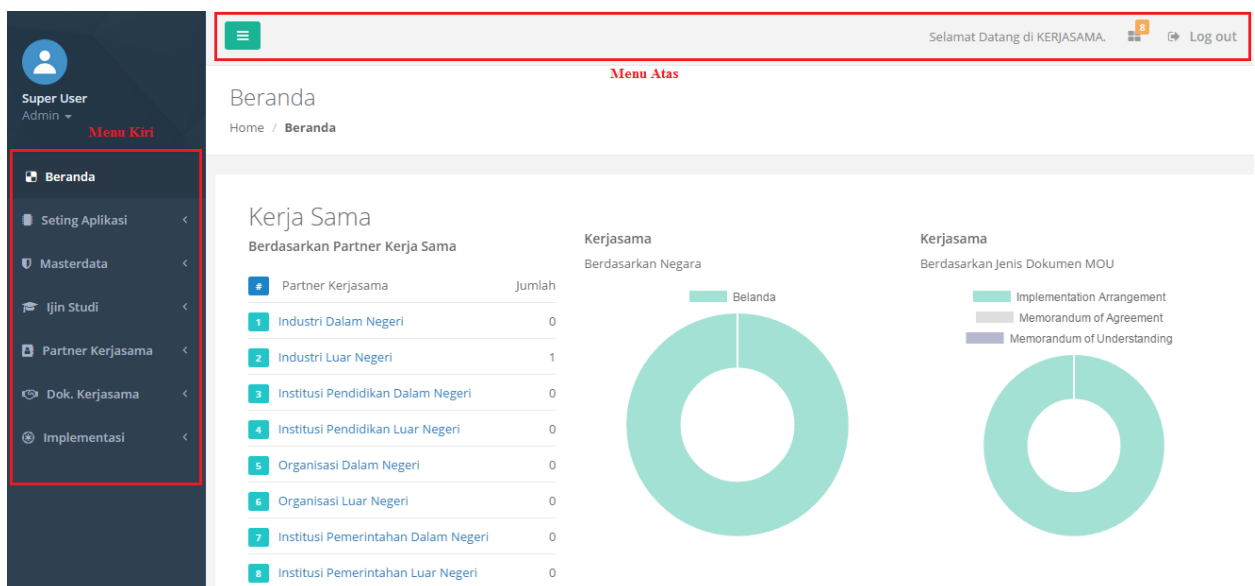 Super User
Admin
Menu Kiri
Beranda
Seting Aplikasi
Masterdata
Ijin Studi
Partner Kerjasama
Dok. Kerjasama
Implementasi
Selamat Datang di KERJASAMA. 8 Log out
Menu Atas
Beranda
Home / Beranda
Kerja Sama
Berdasarkan Partner Kerja Sama
# Partner Kerjasama Jumlah
1 Industri Dalam Negeri 0
2 Industri Luar Negeri 1
3 Institusi Pendidikan Dalam Negeri 0
4 Institusi Pendidikan Luar Negeri 0
5 Organisasi Dalam Negeri 0
6 Organisasi Luar Negeri 0
7 Institusi Pemerintahan Dalam Negeri 0
8 Institusi Pemerintahan Luar Negeri 0
Kerjasama
Berdasarkan Negara
Belanda
Kerjasama
Berdasarkan Jenis Dokumen MOU
Implementation Arrangement
Memorandum of Agreement
Memorandum of Understanding